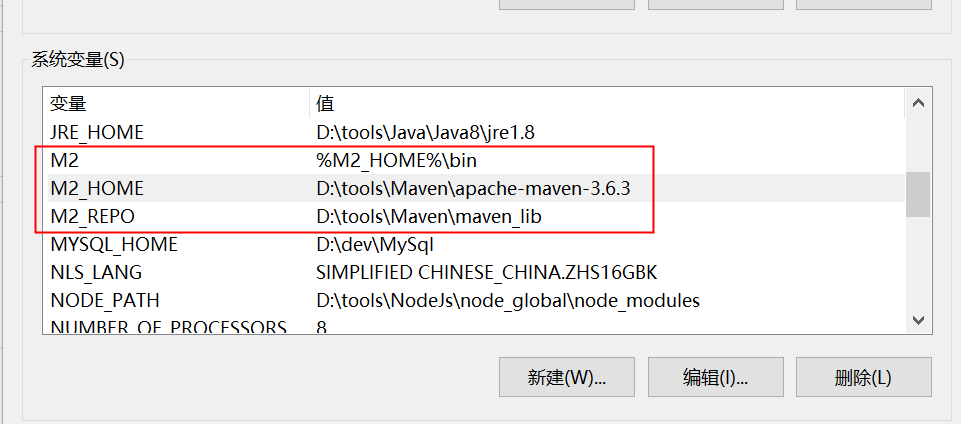 系统变量(S)
变量 值
JRE_HOME D:\tools\Java\Java8\jre1.8
M2 %M2_HOME%\bin
M2_HOME D:\tools\Maven\apache-maven-3.6.3
M2_REPO D:\tools\Maven\maven_lib
MYSQL_HOME D:\dev\MySql
NLS_LANG SIMPLIFIED CHINESE_CHINA.ZHS16GBK
NODE_PATH D:\tools\NodeJs\node_global\node_modules
NUMBER_OF_PROCESSORS 8
新建(W)... 编辑(I)... 删除(L)